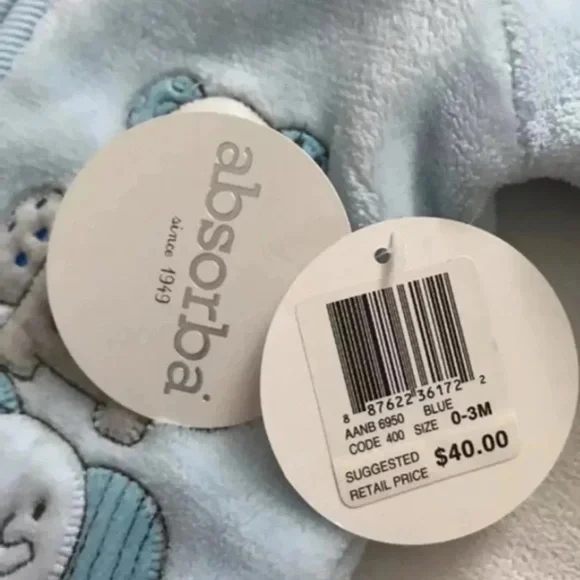 absorba
since 1949
8 87622 36172 2
AANB 6950 BLUE
CODE 400 SIZE 0-3M
SUGGESTED
RETAIL PRICE $40.00